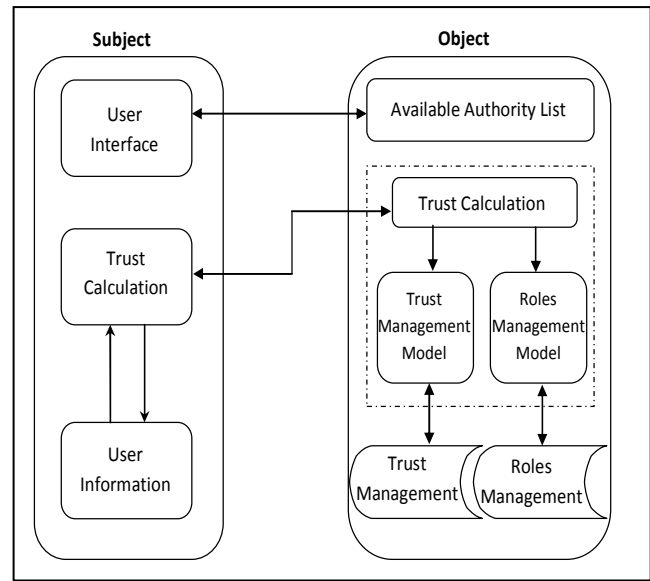 Subject
Object
User
Interface
Available Authority List
Trust Calculation
Trust
Calculation
Trust
Management
Model
Roles
Management
Model
User
Information
Trust
Management
Roles
Management